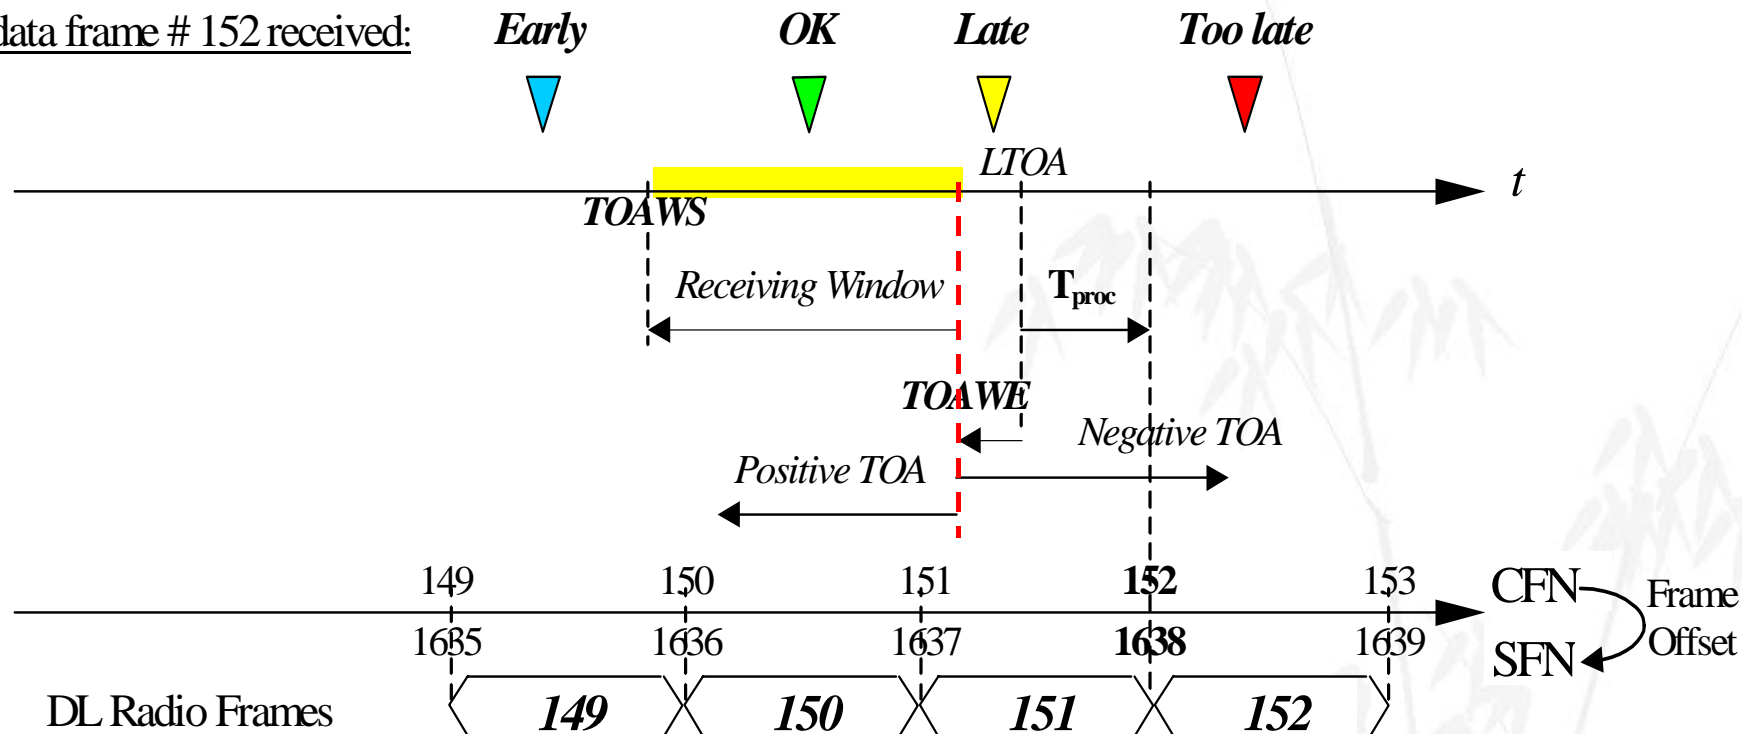 data frame # 152 received:
Early OK Late Too late
LTOA
t
TOAWS
Receiving Window
Tproc
TOAWE
Negative TOA
Positive TOA
149 150 151 152 153
CFN
Frame
Offset
1635 1636 1637 1638 1639
SFN
DL Radio Frames 149 150 151 152